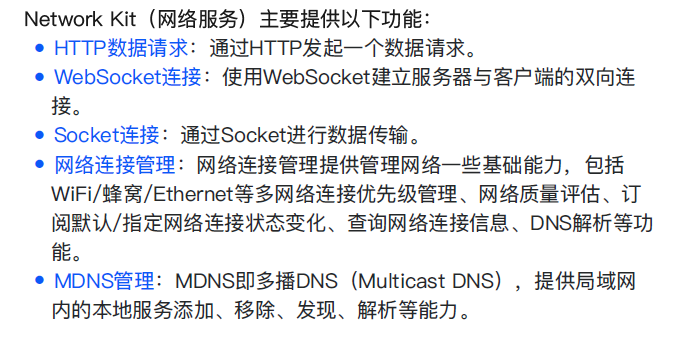 Network Kit（网络服务）主要提供以下功能：
● HTTP数据请求：通过HTTP发起一个数据请求。
● WebSocket连接：使用WebSocket建立服务器与客户端的双向连
接。
● Socket连接：通过Socket进行数据传输。
● 网络连接管理：网络连接管理提供管理网络一些基础能力，包括
WiFi/蜂窝/Ethernet等多网络连接优先级管理、网络质量评估、订
阅默认/指定网络连接状态变化、查询网络连接信息、DNS解析等功
能。
● MDNS管理：MDNS即多播DNS（Multicast DNS），提供局域网
内的本地服务添加、移除、发现、解析等能力。